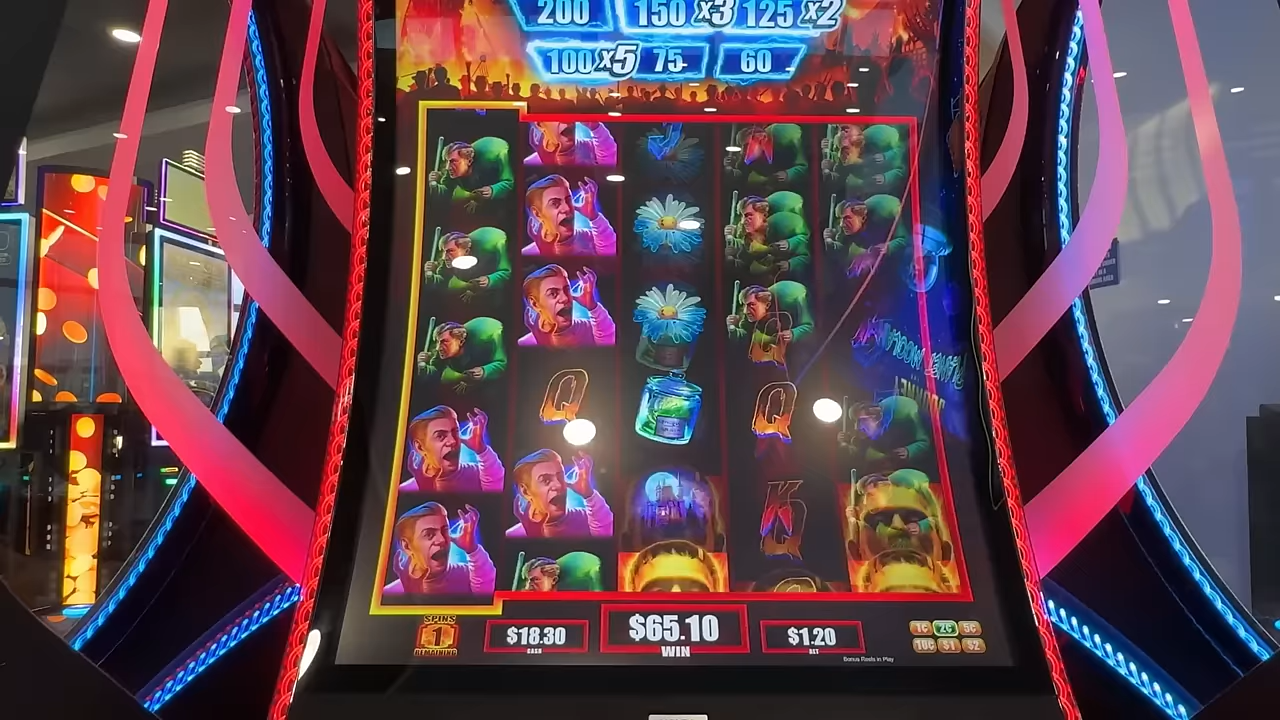 200 150 x3 125 x2
100 x5 75 60
Q Q
K
SPINS
1
REMAINING
$18.30
CASH
$65.10
WIN
$1.20
BET
1¢ 2¢ 5¢
10¢ $1 $2
Bonus Reels in Play